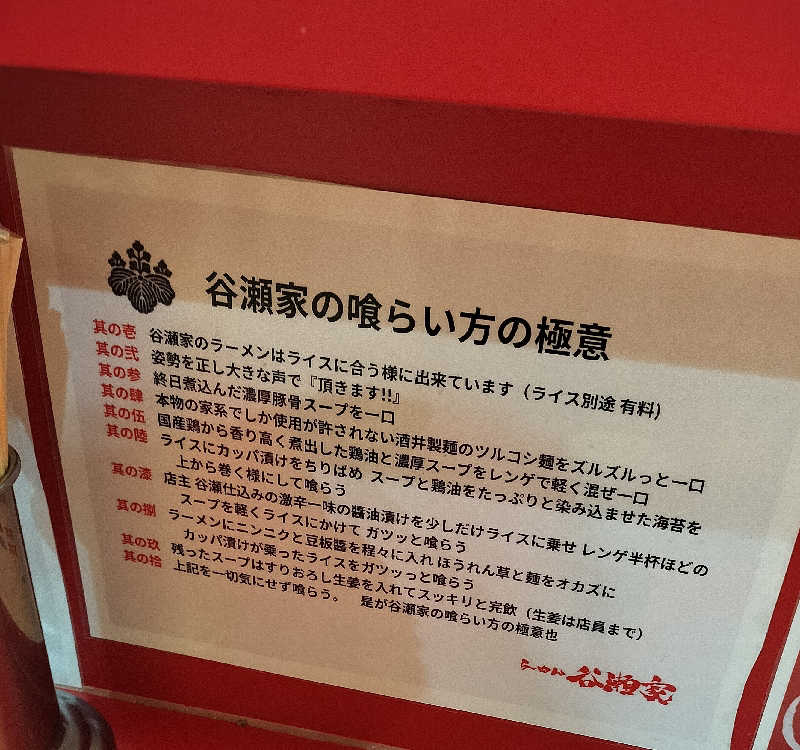 谷瀬家の喰らい方の極意
其の壱 谷瀬家のラーメンはライスに合う様に出来ています（ライス別途 有料）
其の弐 姿勢を正し大きな声で『頂きます!!』
其の参 終日煮込んだ濃厚豚骨スープを一口
其の肆 本物の家系でしか使用が許されない酒井製麺のツルコシ麺をズルズルっと一口
其の伍 国産鶏から香り高く煮出した鶏油と濃厚スープをレンゲで軽く混ぜ一口
其の陸 ライスにカッパ漬けをちりばめ スープと鶏油をたっぷりと染み込ませた海苔を
上から巻く様にして喰らう
其の漆 店主 谷瀬仕込みの激辛一味の醤油漬けを少しだけライスに乗せ レンゲ半杯ほどの
スープを軽くライスにかけて ガツッと喰らう
其の捌 ラーメンにニンニクと豆板醤を程々に入れ ほうれん草と麺をオカズに
カッパ漬けが乗ったライスをガツッっと喰らう
其の玖 残ったスープはすりおろし生姜を入れてスッキリと完飲（生姜は店員まで）
其の拾 上記を一切気にせず喰らう。 是が谷瀬家の喰らい方の極意也
らーめん 谷瀬家